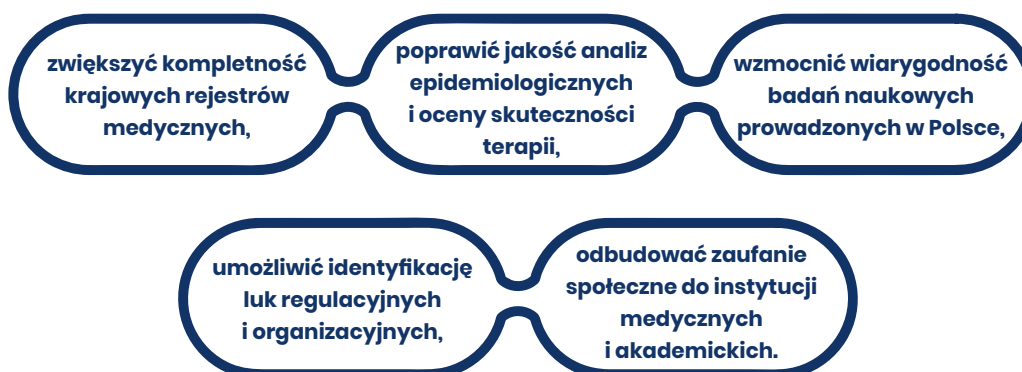 zwiększyć kompletność
krajowych rejestrów
medycznych,
poprawić jakość analiz
epidemiologicznych
i oceny skuteczności
terapii,
wzmocnić wiarygodność
badań naukowych
prowadzonych w Polsce,
umożliwić identyfikację
luk regulacyjnych
i organizacyjnych,
odbudować zaufanie
społeczne do instytucji
medycznych
i akademickich.